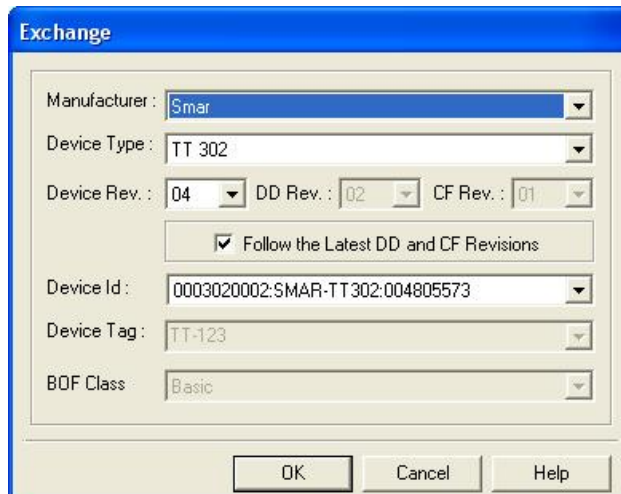 Exchange
Manufacturer : Smar
Device Type : TT 302
Device Rev. : 04 DD Rev. : 02 CF Rev. : 01
Follow the Latest DD and CF Revisions
Device Id : 0003020002:SMAR-TT302:004805573
Device Tag : TT-123
BOF Class Basic
OK Cancel Help